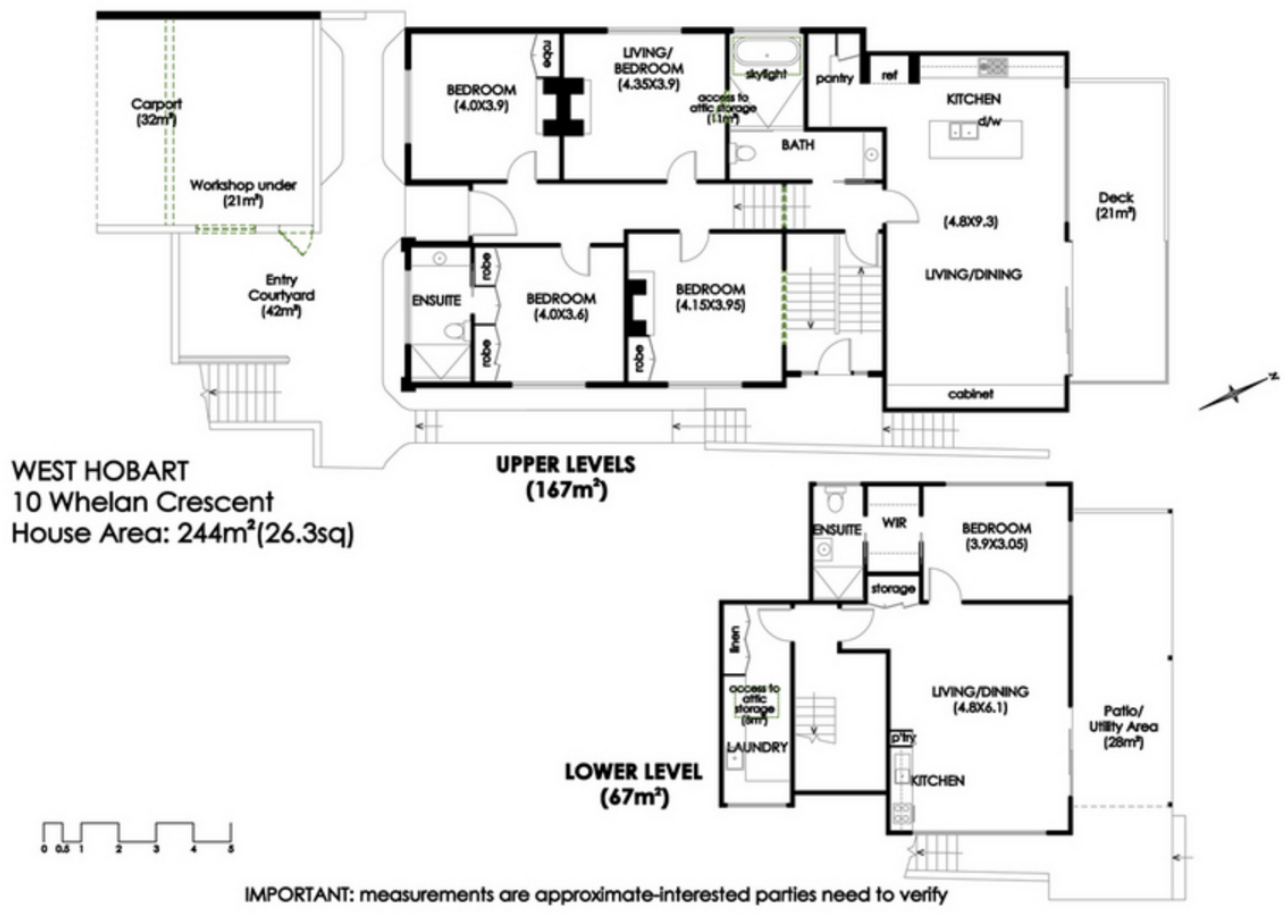 Carport
(32m²)
Workshop under
(21m²)
Entry
Courtyard
(42m²)
BEDROOM
(4.0X3.9)
robe
LIVING/
BEDROOM
(4.35X3.9)
skylight
access to
attic storage
(11m²)
BATH
pantry
ref
KITCHEN
d/w
(4.8X9.3)
LIVING/DINING
cabinet
Deck
(21m²)
ENSUITE
robe
robe
BEDROOM
(4.0X3.6)
BEDROOM
(4.15X3.95)
robe
N
UPPER LEVELS
(167m²)
WEST HOBART
10 Whelan Crescent
House Area: 244m²(26.3sq)
ENSUITE
WIR
BEDROOM
(3.9X3.05)
storage
linen
access to
attic
storage
(8m²)
LAUNDRY
LIVING/DINING
(4.8X6.1)
p'try
KITCHEN
Patio/
Utility Area
(28m²)
LOWER LEVEL
(67m²)
0 0.5 1 2 3 4 5
IMPORTANT: measurements are approximate-interested parties need to verify